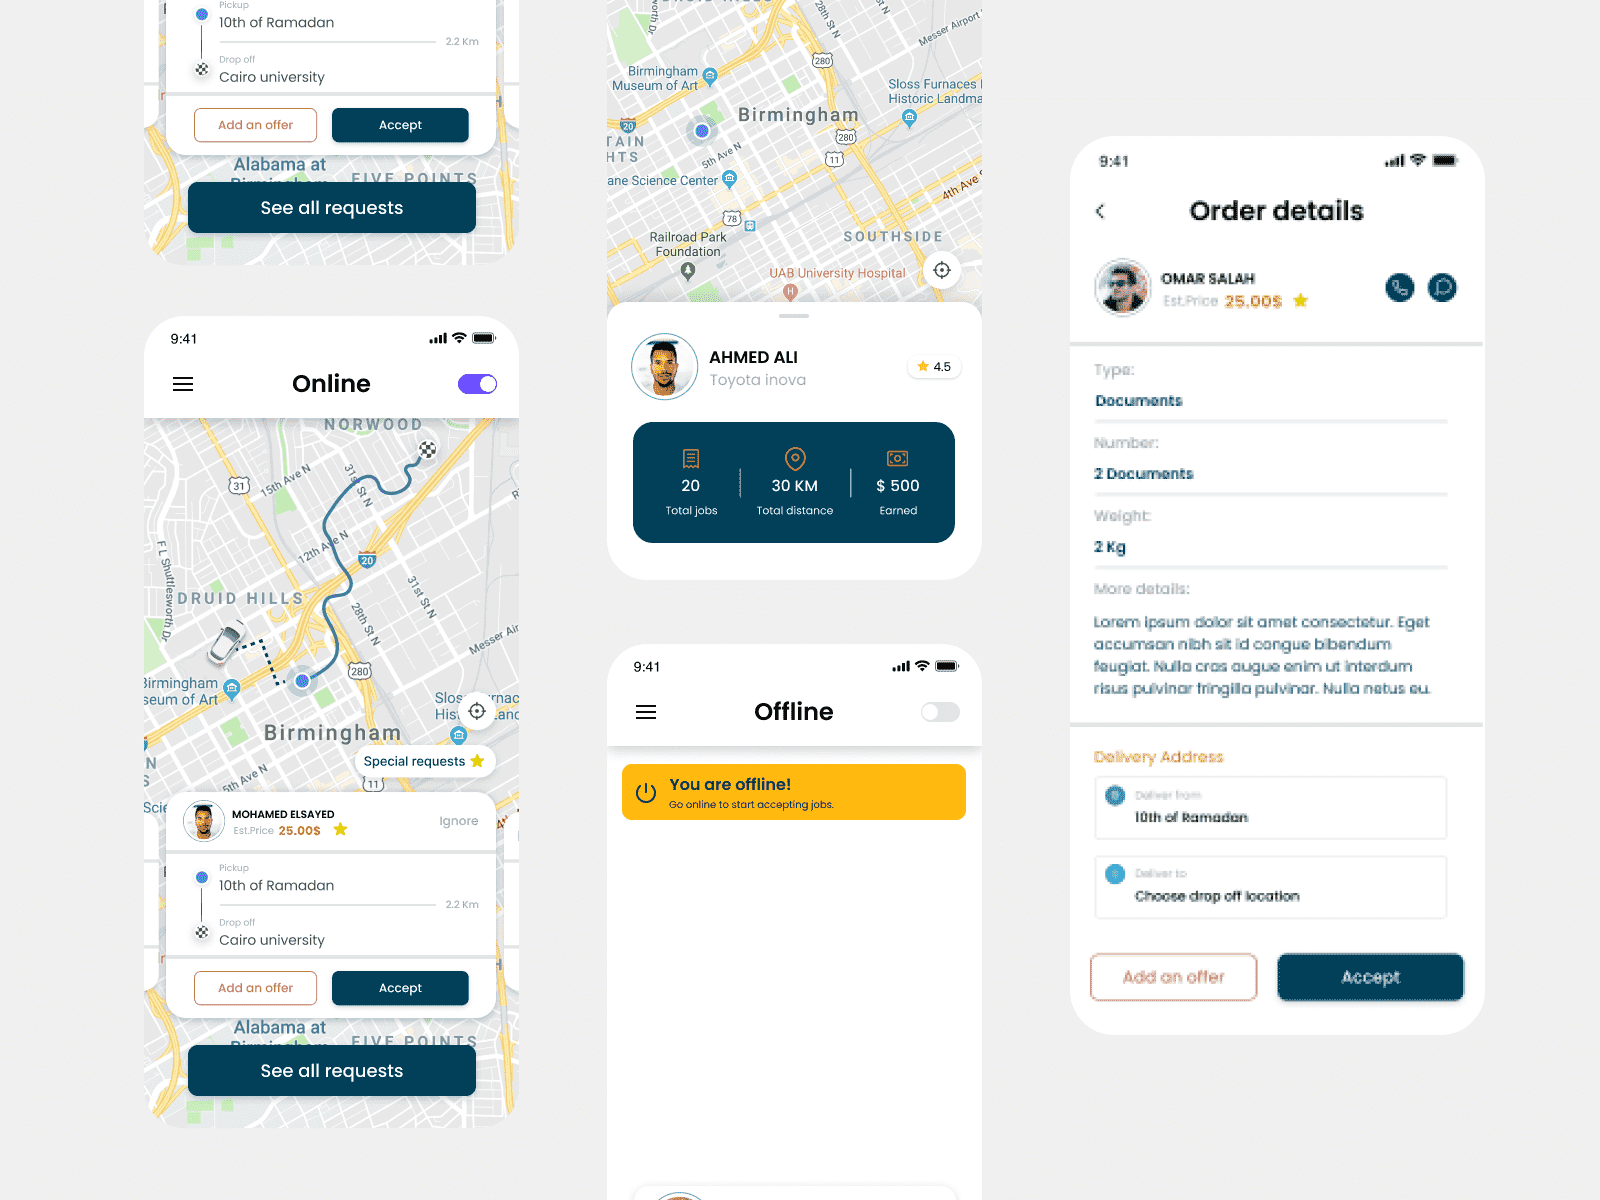 Pickup
10th of Ramadan
2.2 Km
Drop off
Cairo university
Add an offer
Accept
Alabama at
FIVE POINTS
See all requests
9:41
Online
NORWOOD
31
15th Ave N
31st St N
12th Ave N
20
31st St N
F L Shuttlesworth Dr
DRUID HILLS
28th St N
Messer Air
280
Birmingham
seum of Art
Birmingham
Special requests
5th Ave N
11
MOHAMED ELSAYED
Est.Price 25.00$
Ignore
Pickup
10th of Ramadan
2.2 Km
Drop off
Cairo university
Add an offer
Accept
Alabama at
FIVE POINTS
See all requests
28th St N
Messer Airport
280
Birmingham
Museum of Art
Sloss Furnaces
Historic Landma
Birmingham
20
TAIN
HTS
280
5th Ave N
11
ane Science Center
4th Ave S
78
Railroad Park
Foundation
SOUTHSIDE
UAB University Hospital
H
AHMED ALI
Toyota inova
4.5
20
Total jobs
30 KM
Total distance
$ 500
Earned
9:41
Offline
You are offline!
Go online to start accepting jobs.
9:41
Order details
OMAR SALAH
Est.Price 25.00$
Type:
Documents
Number:
2 Documents
Weight:
2 Kg
More details:
Lorem ipsum dolor sit amet consectetur. Eget
accumsan nibh sit id congue bibendum
feugiat. Nulla cras augue enim ut interdum
risus pulvinar fringilla pulvinar. Nulla netus eu.
Delivery Address
Deliver from
10th of Ramadan
Deliver to
Choose drop off location
Add an offer
Accept